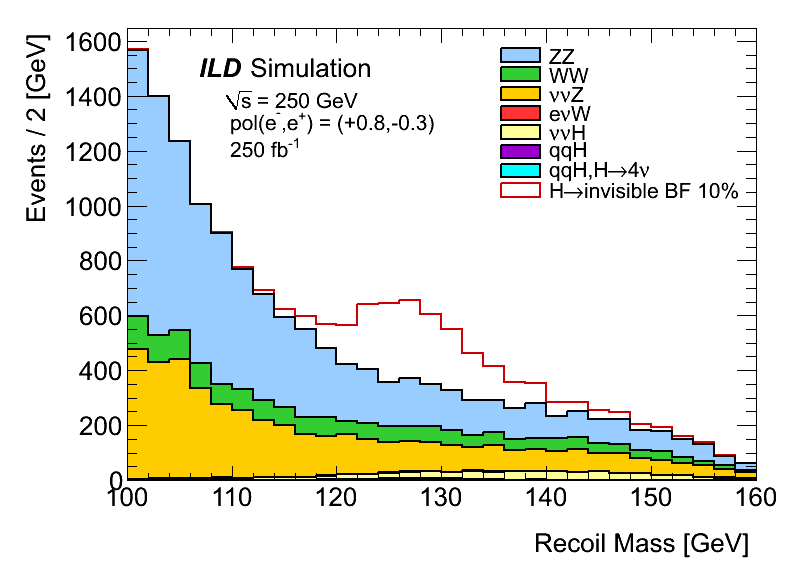 1600
1400
1200
1000
800
600
400
200
0
Events / 2 [GeV]
ILD Simulation
√s = 250 GeV
pol(e⁻,e⁺) = (+0.8,-0.3)
250 fb⁻¹
ZZ
WW
ννZ
eνW
ννH
qqH
qqH,H→4ν
H→invisible BF 10%
100 110 120 130 140 150 160
Recoil Mass [GeV]